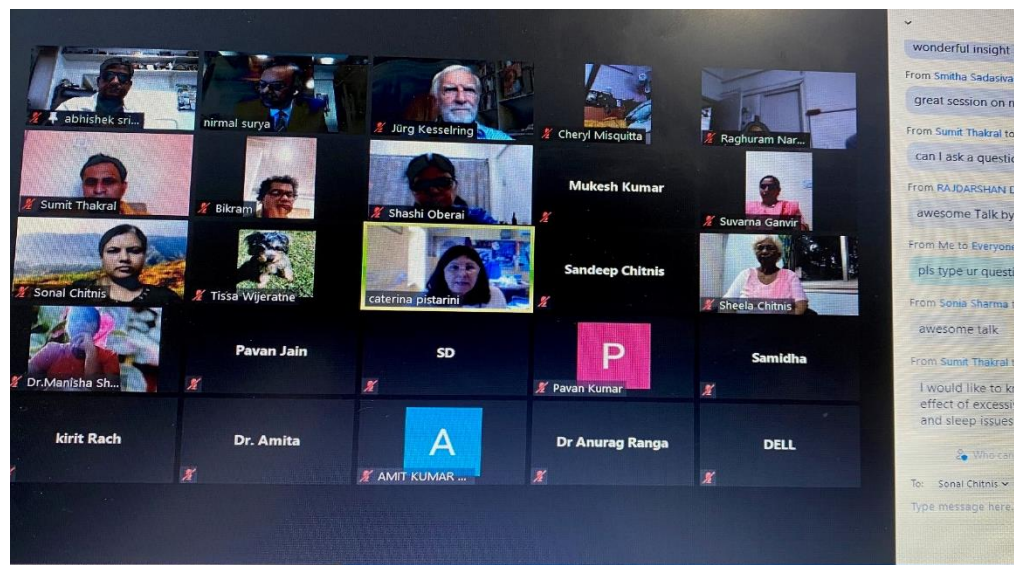 abhishek sri...
nirmal surya
Jürg Kesselring
Cheryl Misquitta
Raghuram Nar...
Sumit Thakral
Bikram
Shashi Oberai
Mukesh Kumar
Suvarna Ganvir
Sonal Chitnis
Tissa Wijeratne
caterina pistarini
Sandeep Chitnis
Sheela Chitnis
Dr.Manisha Sh...
Pavan Jain
SD
P
Pavan Kumar
Samidha
kirit Rach
Dr. Amita
A
AMIT KUMAR ...
Dr Anurag Ranga
DELL
wonderful insight
From Smitha Sadasiva
great session on
From Sumit Thakral to
can I ask a questio
From RAJDARSHAN D
awesome Talk by
From Me to Everyone
pls type ur questi
From Sonia Sharma
awesome talk
From Sumit Thakral
I would like to k
effect of excessi
and sleep issues
Who can
To: Sonal Chitnis
Type message here.